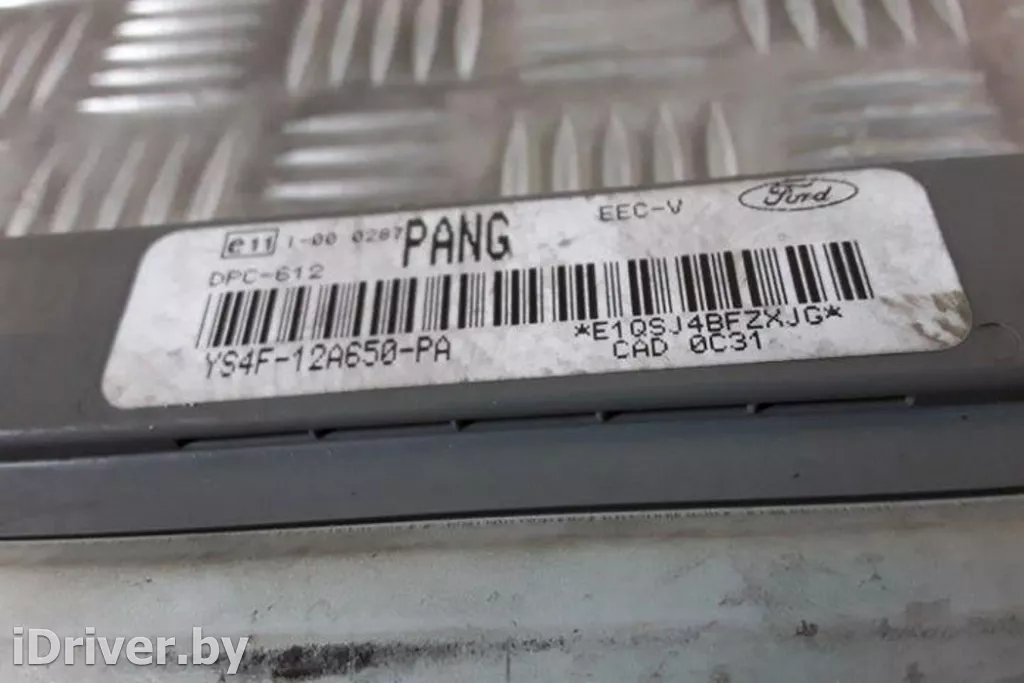 e11 1-00 0287 PANG EEC-V Ford
DPC-612
*E1QSJ4BFZXJG*
YS4F-12A650-PA CAD 0C31
iDriver.by